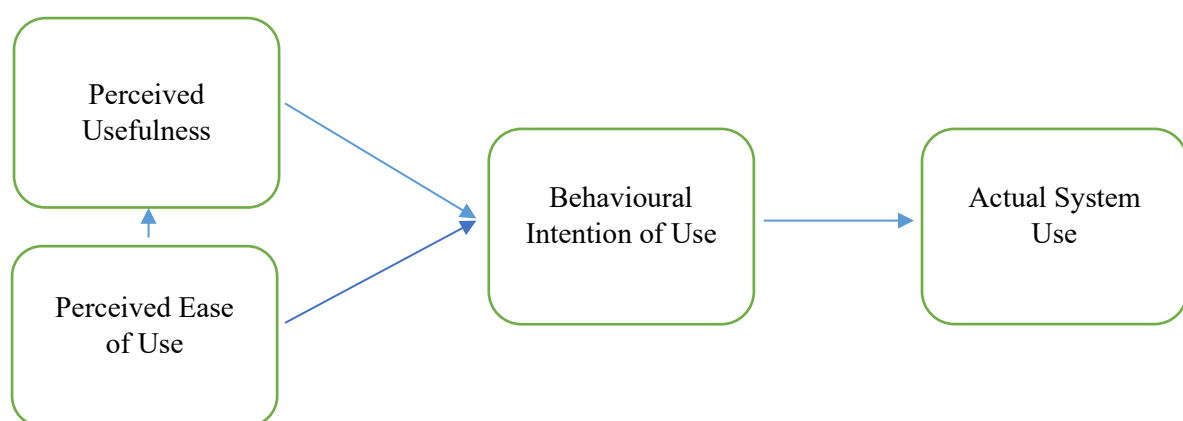 Perceived
Usefulness
Perceived Ease
of Use
Behavioural
Intention of Use
Actual System
Use